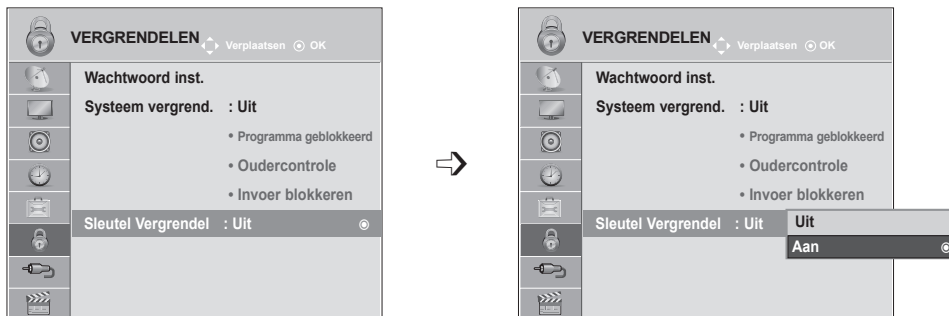 VERGRENDELEN Verplaatsen OK
Wachtwoord inst.
Systeem vergrend. : Uit
• Programma geblokkeerd
• Oudercontrole
• Invoer blokkeren
Sleutel Vergrendel : Uit
VERGRENDELEN Verplaatsen OK
Wachtwoord inst.
Systeem vergrend. : Uit
• Programma geblokkeerd
• Oudercontrole
• Invoer blokkeren
Sleutel Vergrendel : Uit
Uit
Aan